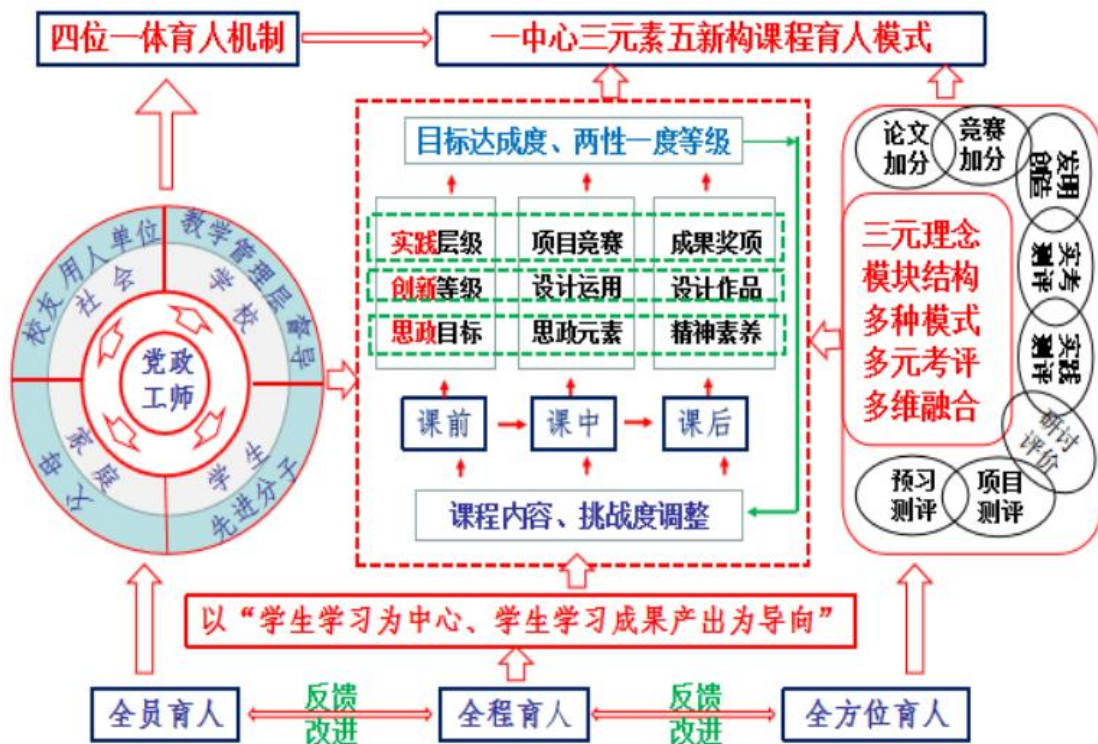 四位一体育人机制
一中心三元素五新构课程育人模式
校友用人单位
教学管理层督导
社会
学校
党政
工师
家庭
学生
父母
先进分子
目标达成度、两性一度等级
实践层级
项目竞赛
成果奖项
创新等级
设计运用
设计作品
思政目标
思政元素
精神素养
课前
课中
课后
课程内容、挑战度调整
论文
加分
竞赛
加分
发明
创造
三元理念
模块结构
多种模式
多元考评
多维融合
实考
测评
实践
测评
研讨
评价
预习
测评
项目
测评
以“学生学习为中心、学生学习成果产出为导向”
全员育人
反馈
改进
全程育人
反馈
改进
全方位育人